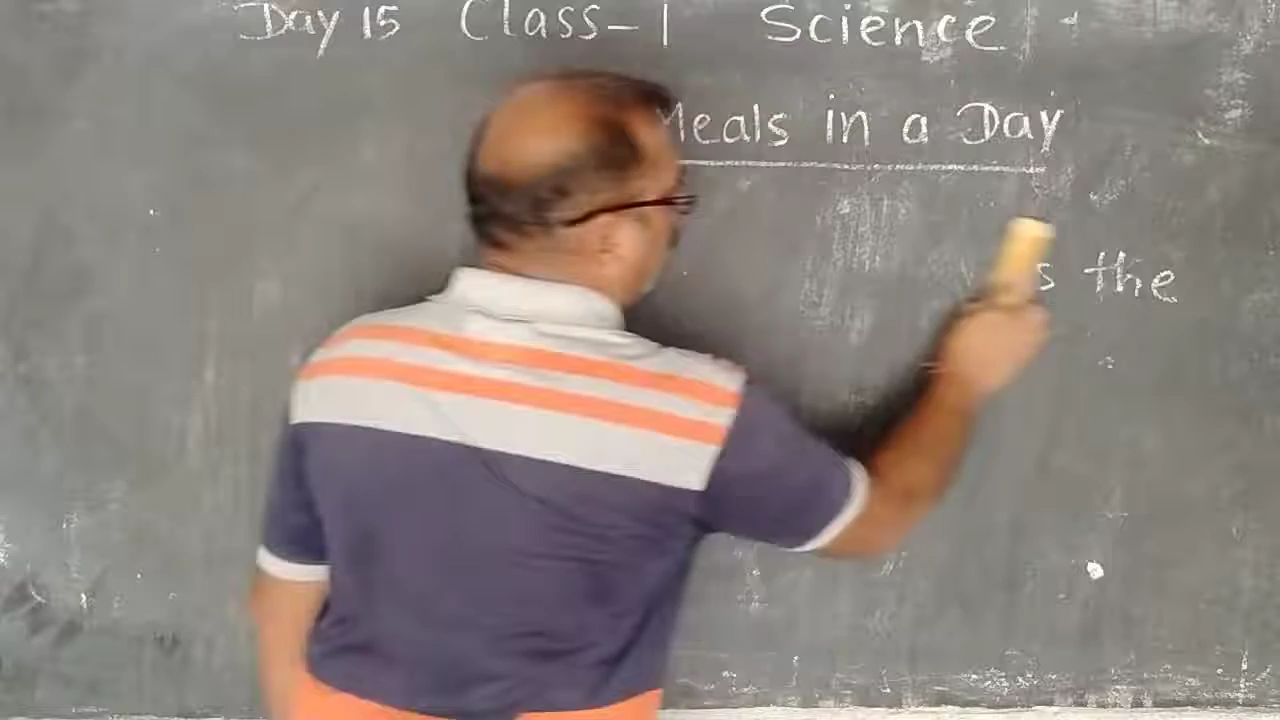 Day 15 Class-1 Science
Meals in a Day
the